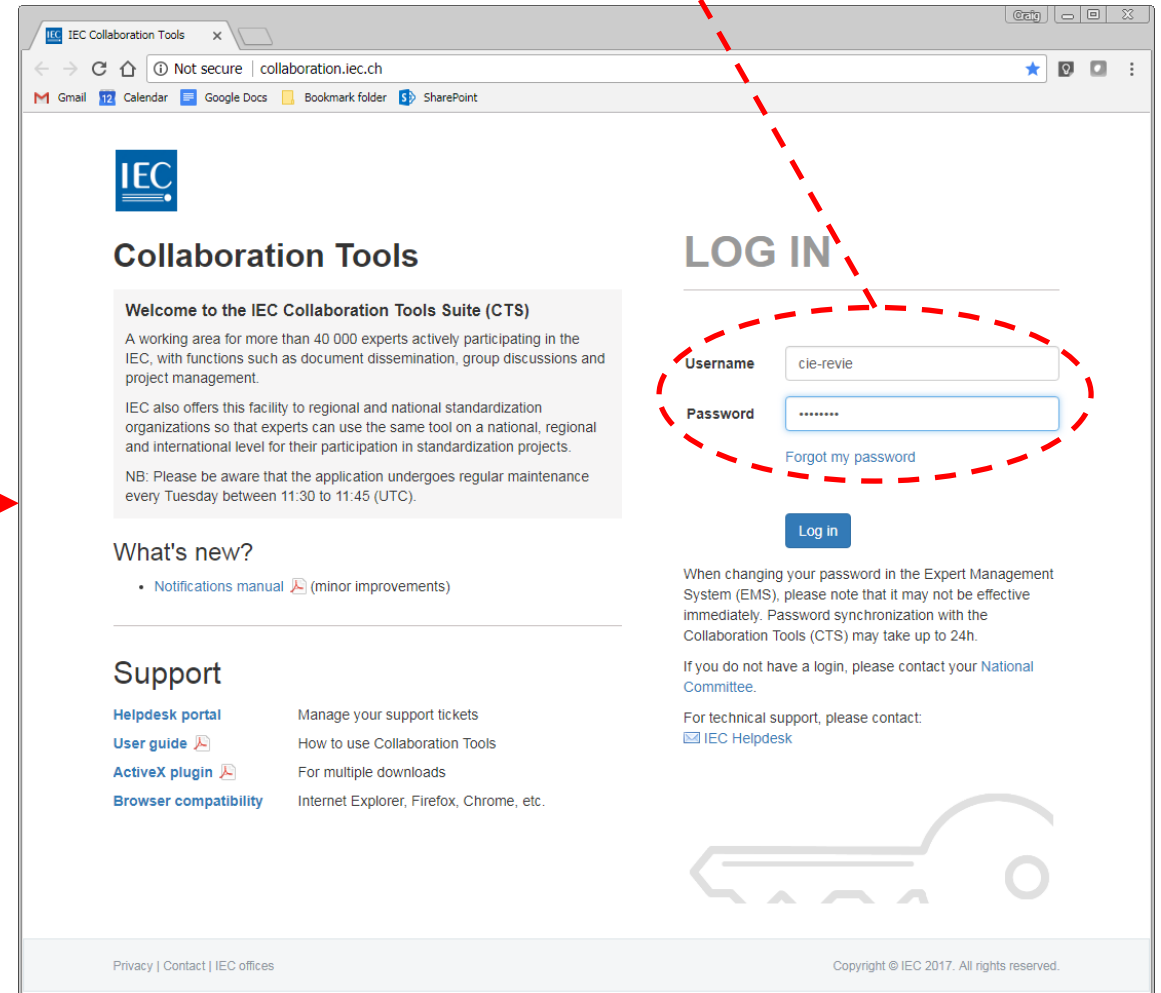 Craig
IEC IEC Collaboration Tools
Not secure | collaboration.iec.ch
Gmail 12 Calendar Google Docs Bookmark folder SharePoint
IEC
Collaboration Tools
Welcome to the IEC Collaboration Tools Suite (CTS)
A working area for more than 40 000 experts actively participating in the
IEC, with functions such as document dissemination, group discussions and
project management.
IEC also offers this facility to regional and national standardization
organizations so that experts can use the same tool on a national, regional
and international level for their participation in standardization projects.
NB: Please be aware that the application undergoes regular maintenance
every Tuesday between 11:30 to 11:45 (UTC).
What's new?
• Notifications manual (minor improvements)
Support
Helpdesk portal Manage your support tickets
User guide How to use Collaboration Tools
ActiveX plugin For multiple downloads
Browser compatibility Internet Explorer, Firefox, Chrome, etc.
LOG IN
Username cie-revie
Password ••••••••
Forgot my password
Log in
When changing your password in the Expert Management
System (EMS), please note that it may not be effective
immediately. Password synchronization with the
Collaboration Tools (CTS) may take up to 24h.
If you do not have a login, please contact your National
Committee.
For technical support, please contact:
IEC Helpdesk
Privacy | Contact | IEC offices
Copyright © IEC 2017. All rights reserved.